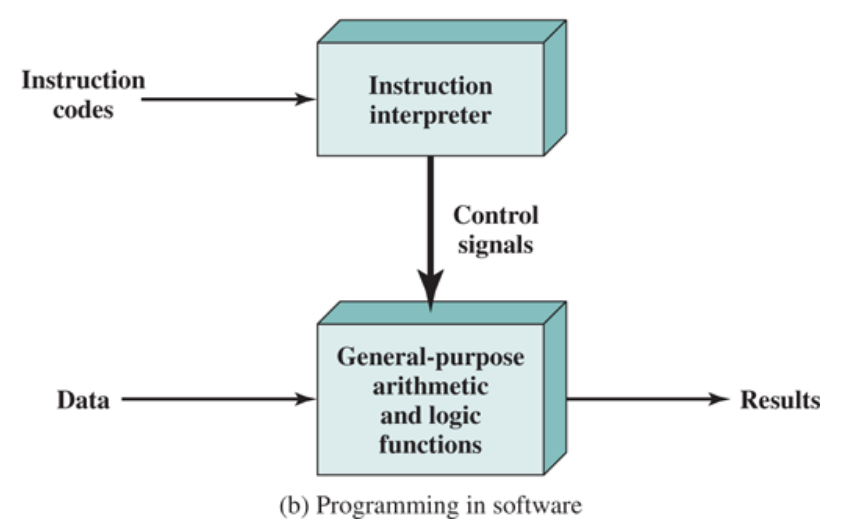 Instruction
codes
Instruction
interpreter
Control
signals
Data
General-purpose
arithmetic
and logic
functions
Results
(b) Programming in software